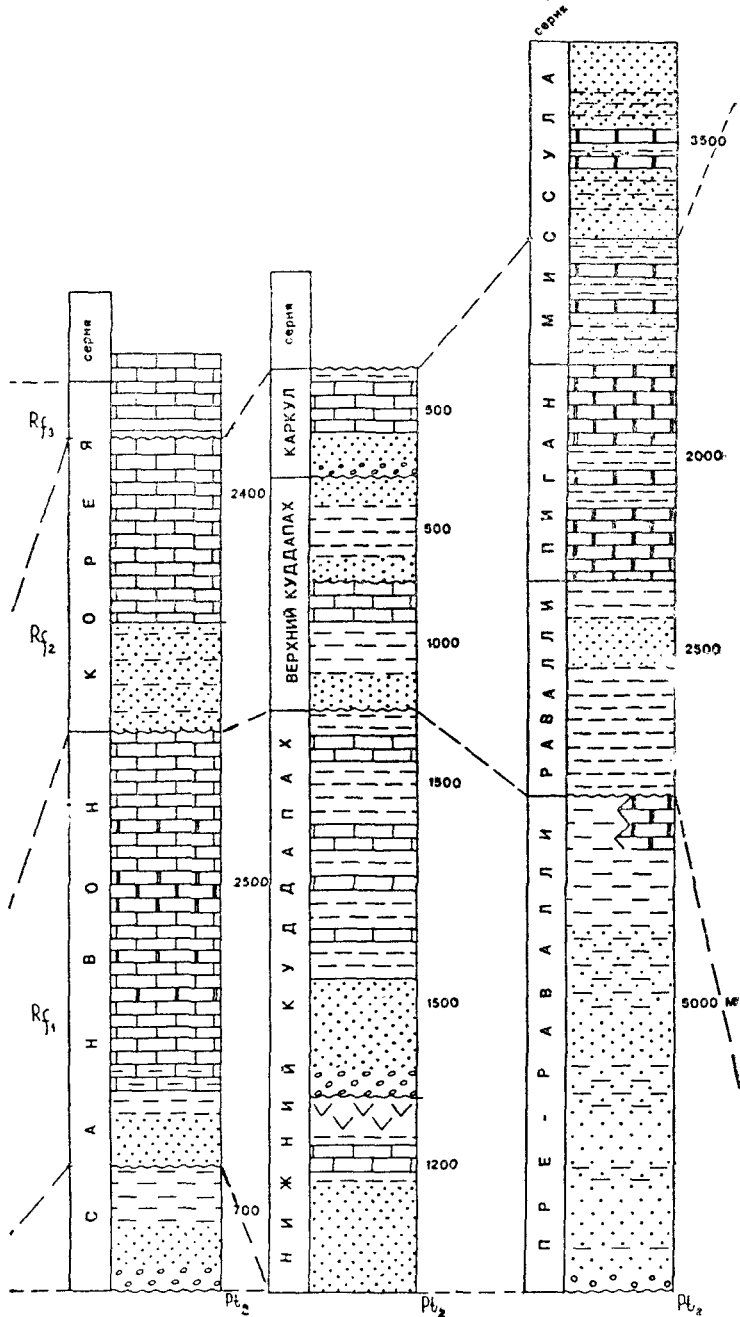 серия
МИССУЛА
3500
ПИГАН
2000
РАВАЛЛИ
2500
ПРЕ-РАВАЛЛИ
5000 м
Pt₂
серия
КАРКУЛ
500
ВЕРХНИЙ КУДДАПАХ
500
1000
НИЖНИЙ КУДДАПАХ
1500
1500
1200
Pt₂
серия
КОРЕЯ
2400
САНВОН
2500
700
Pt₂
Rf₃
Rf₂
Rf₁